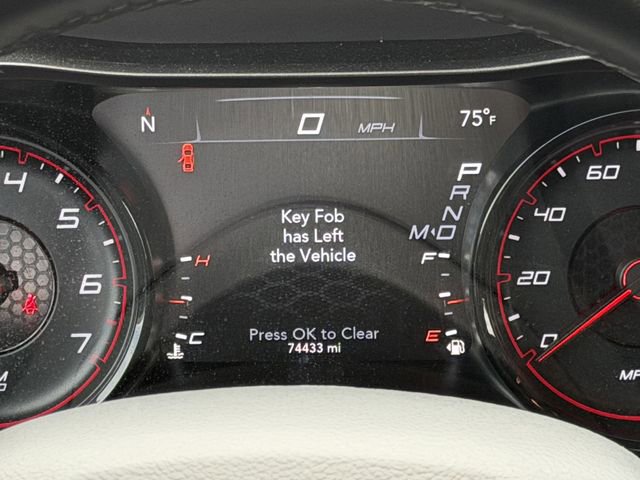 N
0 MPH
75°F
P
R
N
M◄D
Key Fob
has Left
the Vehicle
H
F
C
E
Press OK to Clear
74433 mi
4
5
6
7
60
40
20
0